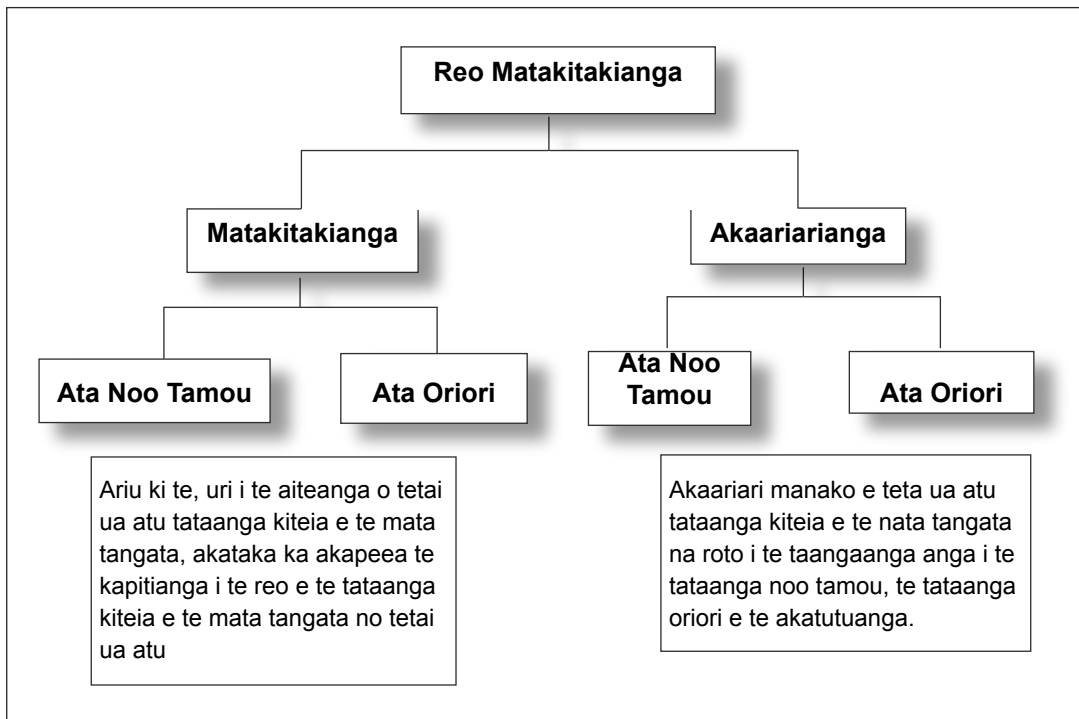 Reo Matakitakianga
Matakitakianga
Akaariarianga
Ata Noo Tamou
Ata Oriori
Ata Noo
Tamou
Ata Oriori
Ariu ki te, uri i te aiteanga o tetai
ua atu tataanga kiteia e te mata
tangata, akataka ka akapeea te
kapitianga i te reo e te tataanga
kiteia e te mata tangata no tetai
ua atu
Akaariari manako e teta ua atu
tataanga kiteia e te nata tangata
na roto i te taangaanga anga i te
tataanga noo tamou, te tataanga
oriori e te akatutuanga.